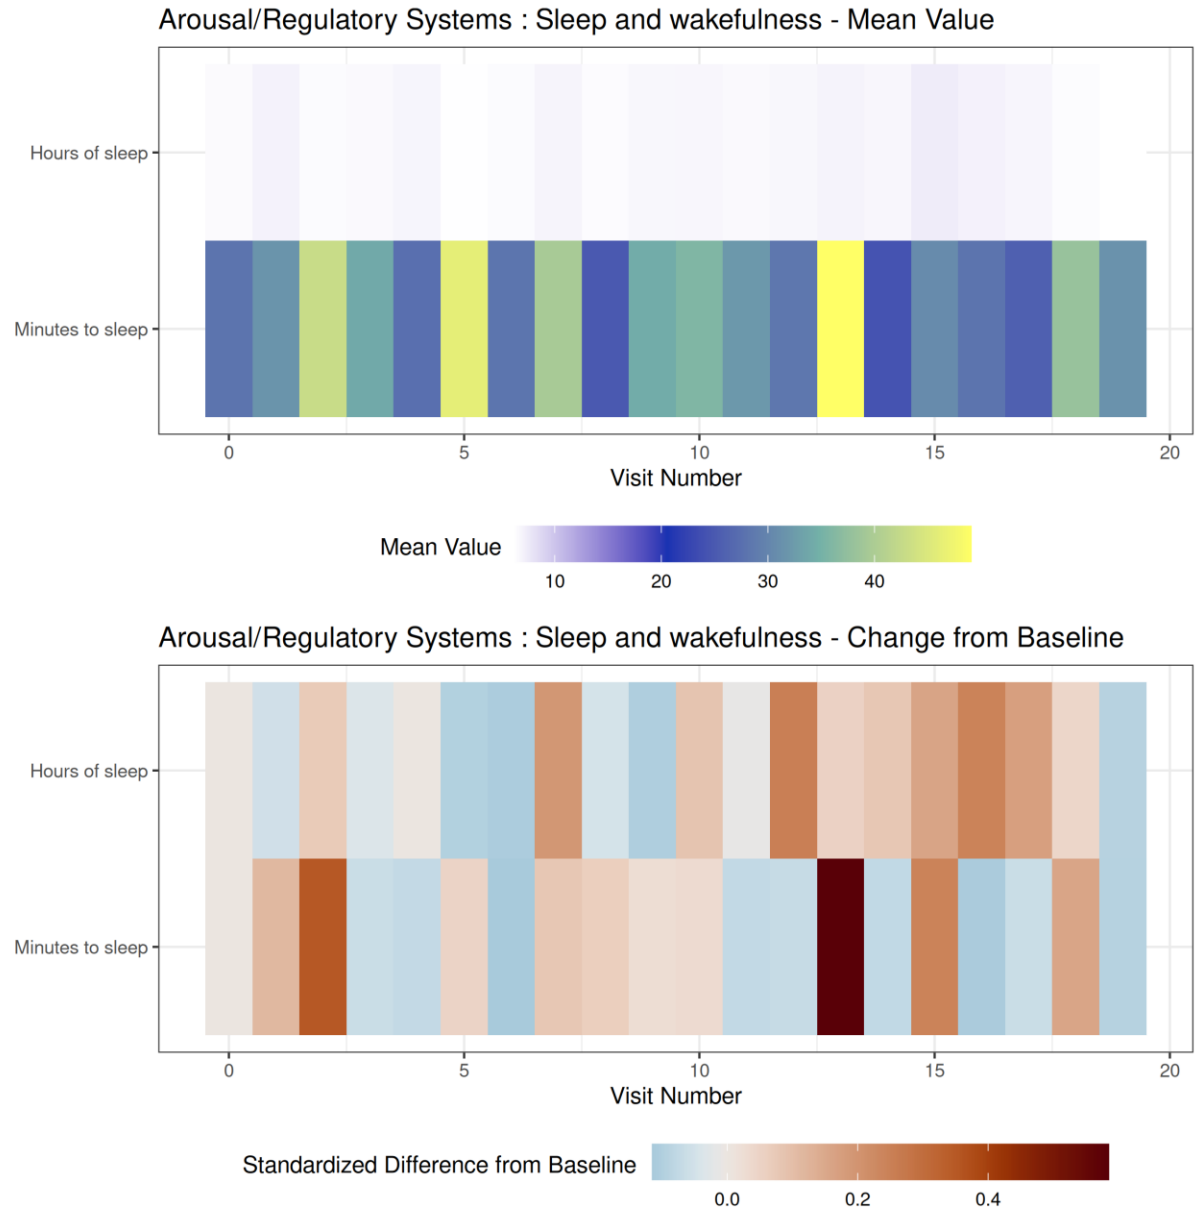 Arousal/Regulatory Systems : Sleep and wakefulness - Mean Value
Hours of sleep
Minutes to sleep
0 5 10 15 20
Visit Number
Mean Value
10 20 30 40
Arousal/Regulatory Systems : Sleep and wakefulness - Change from Baseline
Hours of sleep
Minutes to sleep
0 5 10 15 20
Visit Number
Standardized Difference from Baseline
0.0 0.2 0.4